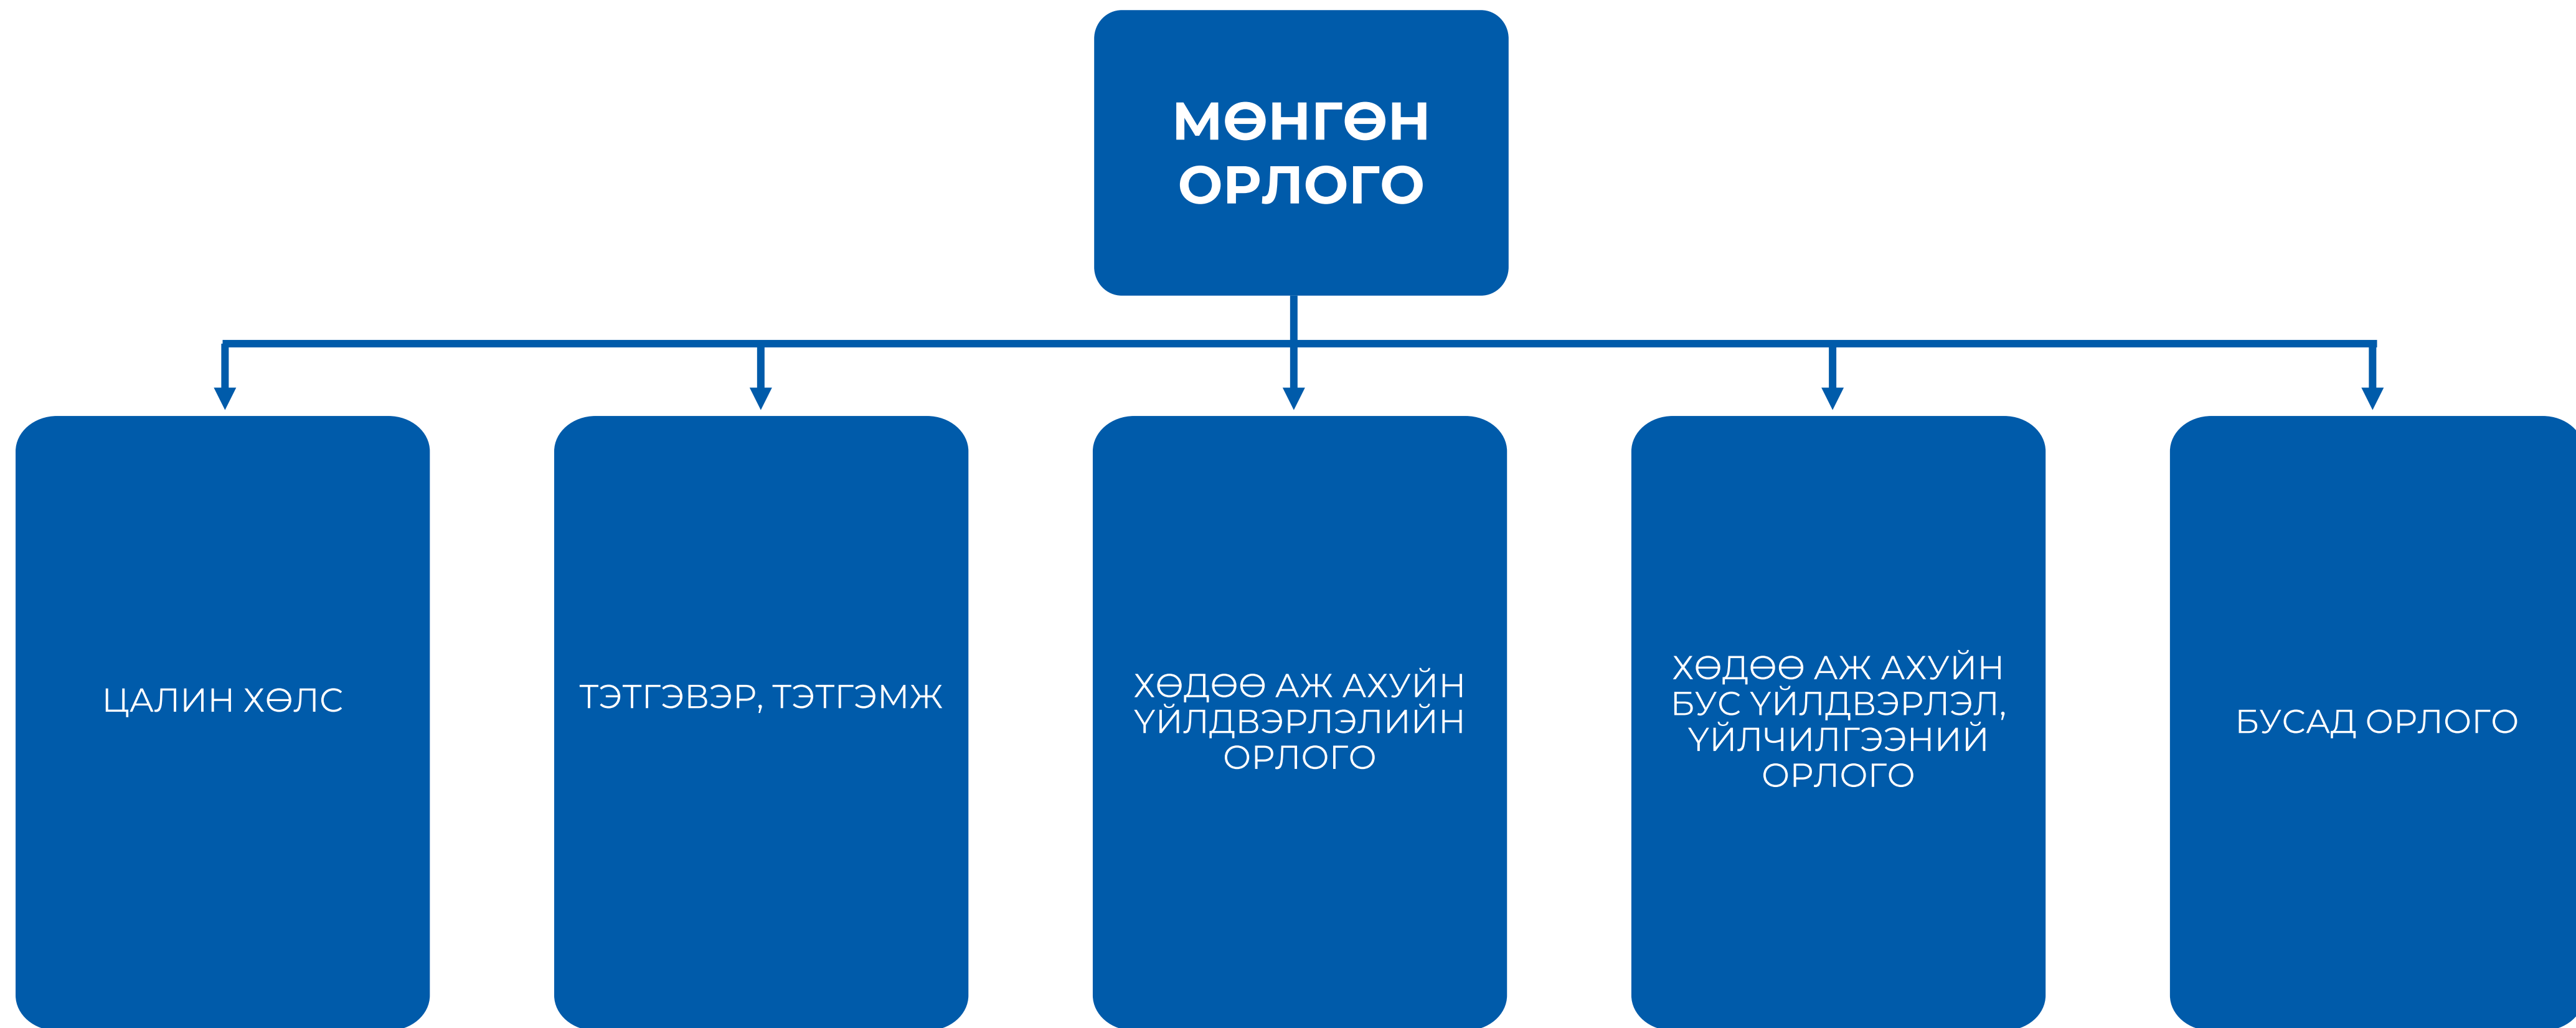 МӨНГӨН
ОРЛОГО
ЦАЛИН ХӨЛС
ТЭТГЭВЭР, ТЭТГЭМЖ
ХӨДӨӨ АЖ АХУЙН
ҮЙЛДВЭРЛЭЛИЙН
ОРЛОГО
ХӨДӨӨ АЖ АХУЙН
БУС ҮЙЛДВЭРЛЭЛ,
ҮЙЛЧИЛГЭЭНИЙ
ОРЛОГО
БУСАД ОРЛОГО